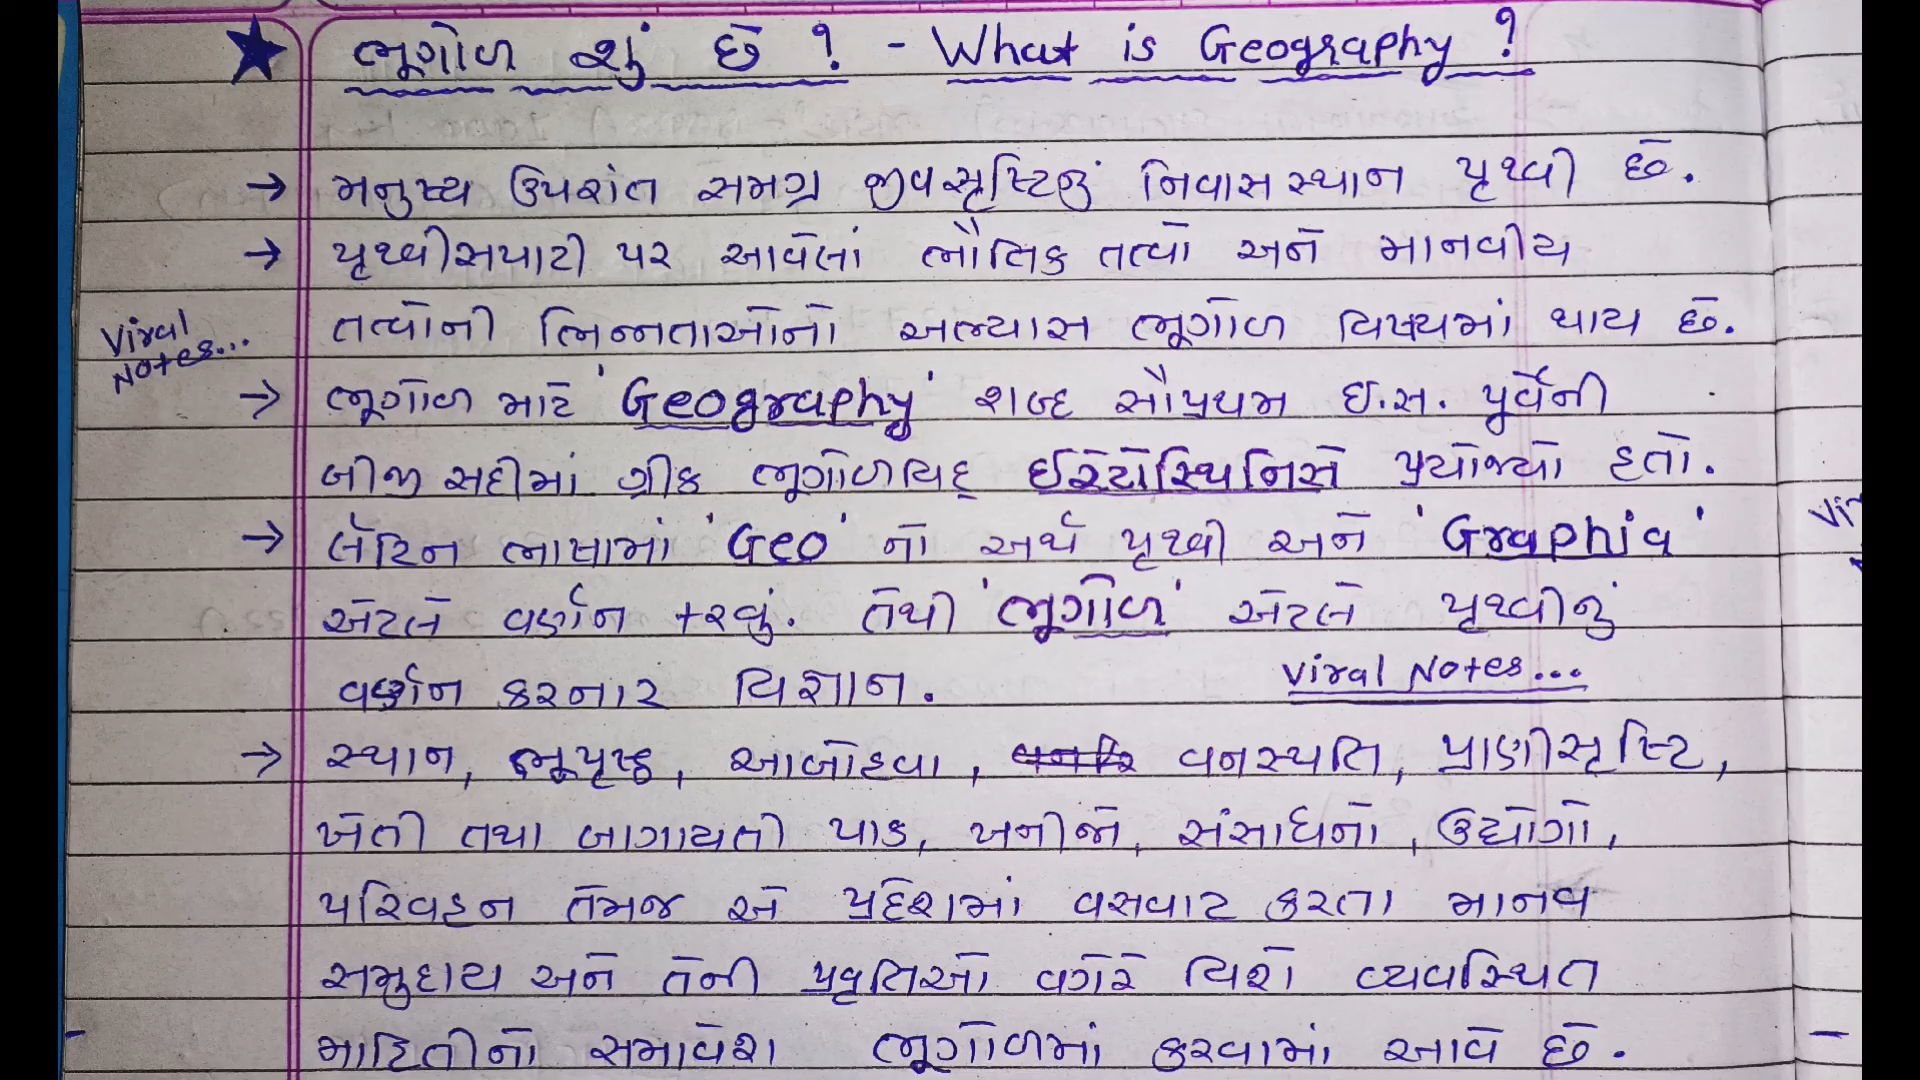 ભૂગોળ શું છે ? - What is Geography ?
→ મનુષ્ય ઉપરાંત સમગ્ર જીવસૃષ્ટિનું નિવાસસ્થાન પૃથ્વી છે.
→ પૃથ્વીસપાટી પર આવેલાં ભૌતિક તત્વો અને માનવીય
તત્વોની ભિન્નતાઓનો અભ્યાસ ભૂગોળ વિષયમાં થાય છે.
Viral
Notes...
→ ભૂગોળ માટે 'Geography' શબ્દ સૌપ્રથમ ઈ.સ. પૂર્વેની
બીજી સદીમાં ગ્રીક ભૂગોળવિદ્ ઈરેટોસ્થિનિસે પ્રયોજ્યો હતો.
→ લેટિન ભાષામાં 'Geo' નો અર્થ પૃથ્વી અને 'Graphia'
એટલે વર્ણન કરવું. તેથી 'ભૂગોળ' એટલે પૃથ્વીનું
વર્ણન કરનાર વિજ્ઞાન.
Viral Notes...
→ સ્થાન, ભૂપૃષ્ઠ, આબોહવા, વનસ્પતિ, પ્રાણીસૃષ્ટિ,
ખેતી તથા બાગાયતી પાક, ખનીજો, સંસાધનો, ઉદ્યોગો,
પરિવહન તેમજ એ પ્રદેશમાં વસવાટ કરતા માનવ
સમુદાય અને તેની પ્રવૃતિઓ વગેરે વિશે વ્યવસ્થિત
માહિતીનો સમાવેશ ભૂગોળમાં કરવામાં આવે છે.